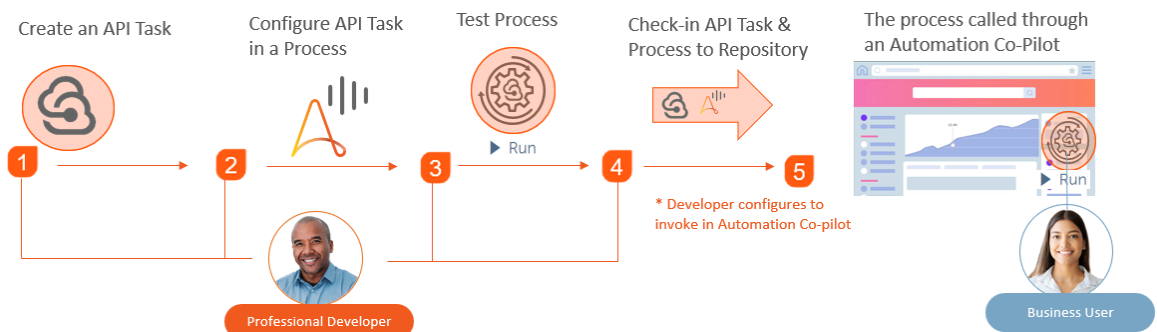 Create an API Task
Configure API Task
in a Process
Test Process
Check-in API Task &
Process to Repository
The process called through
an Automation Co-Pilot
Run
1
2
3
4
5
Run
* Developer configures to
invoke in Automation Co-pilot
Professional Developer
Business User